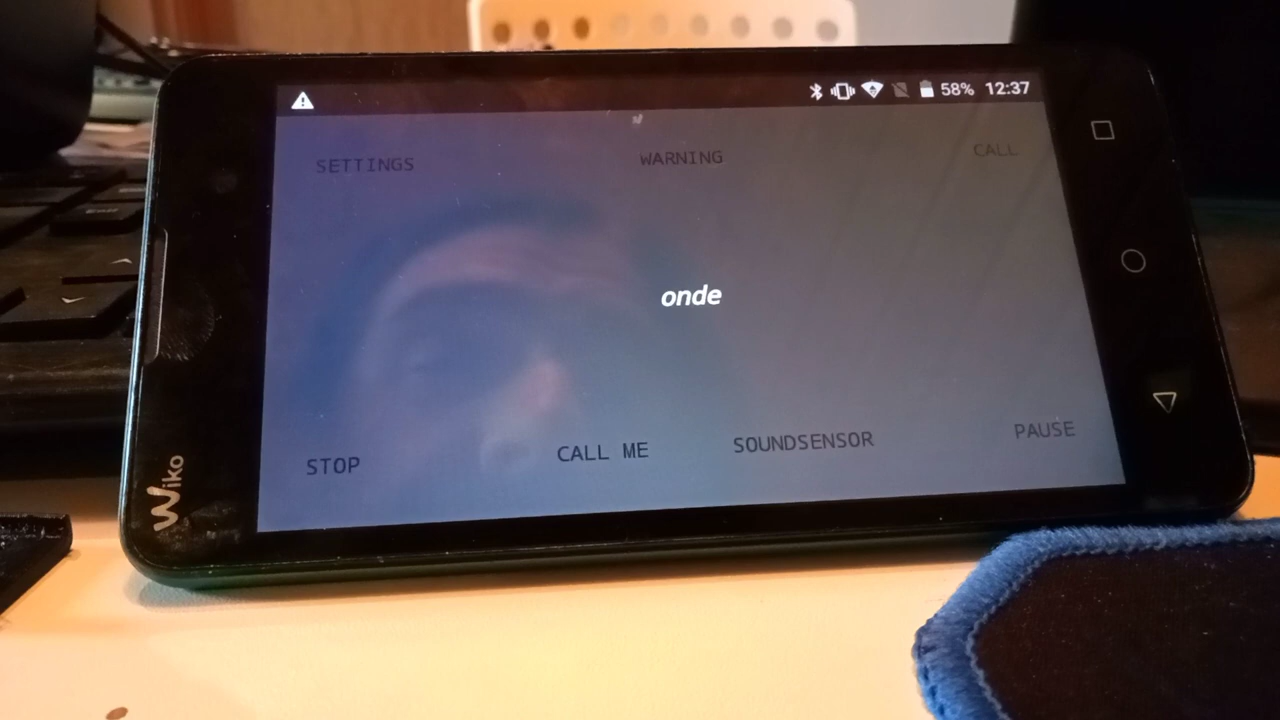 58% 12:37
SETTINGS WARNING CALL
onde
STOP CALL ME SOUNDSENSOR PAUSE
Wiko